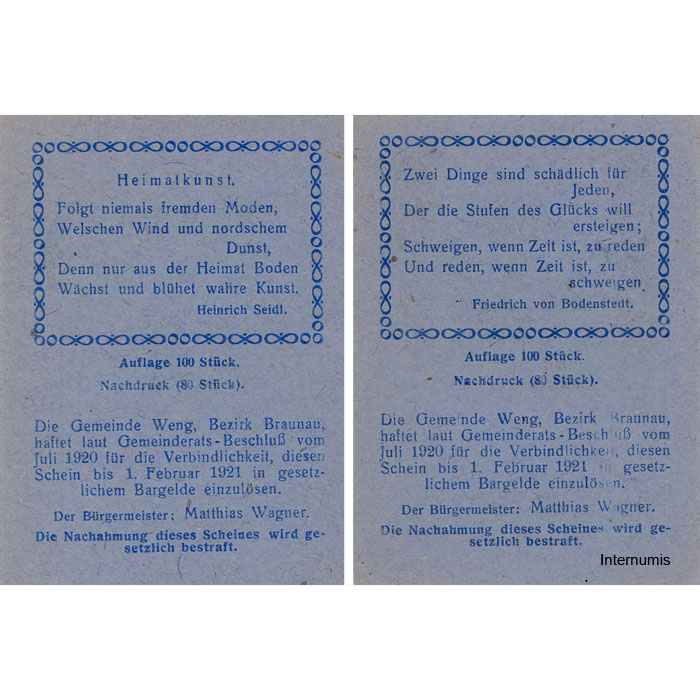 Heimatkunst.
Folgt niemals fremden Moden,
Welschen Wind und nordschem
Dunst,
Denn nur aus der Heimat Boden
Wächst und blühet wahre Kunst.
Heinrich Seidl.
Auflage 100 Stück.
Nachdruck (80 Stück).
Die Gemeinde Weng, Bezirk Braunau,
haftet laut Gemeinderats-Beschluß vom
Juli 1920 für die Verbindlichkeit, diesen
Schein bis 1. Februar 1921 in gesetz-
lichem Bargelde einzulösen.
Der Bürgermeister: Matthias Wagner.
Die Nachahmung dieses Scheines wird ge-
setzlich bestraft.
Zwei Dinge sind schädlich für
Jeden,
Der die Stufen des Glücks will
ersteigen;
Schweigen, wenn Zeit ist, zu reden
Und reden, wenn Zeit ist, zu
schweigen
Friedrich von Bodenstedt.
Auflage 100 Stück.
Nachdruck (80 Stück).
Die Gemeinde Weng, Bezirk Braunau,
haftet laut Gemeinderats-Beschluß vom
Juli 1920 für die Verbindlichkeit, diesen
Schein bis 1. Februar 1921 in gesetz-
lichem Bargelde einzulösen.
Der Bürgermeister: Matthias Wagner.
Die Nachahmung dieses Scheines wird ge-
setzlich bestraft.
Internumis